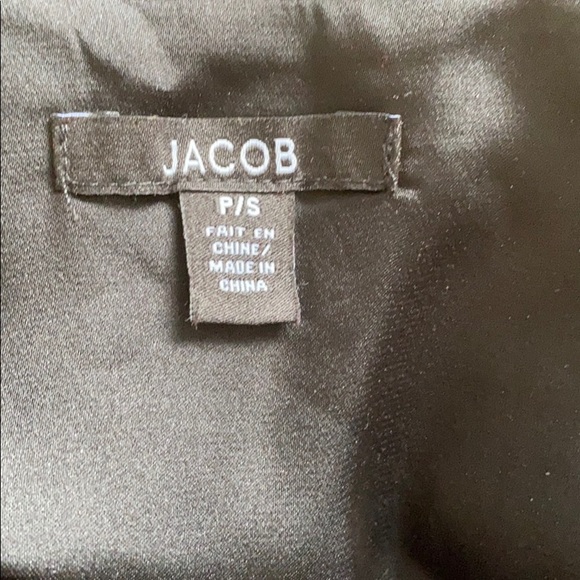 JACOB
P/S
FAIT EN
CHINE/
MADE IN
CHINA